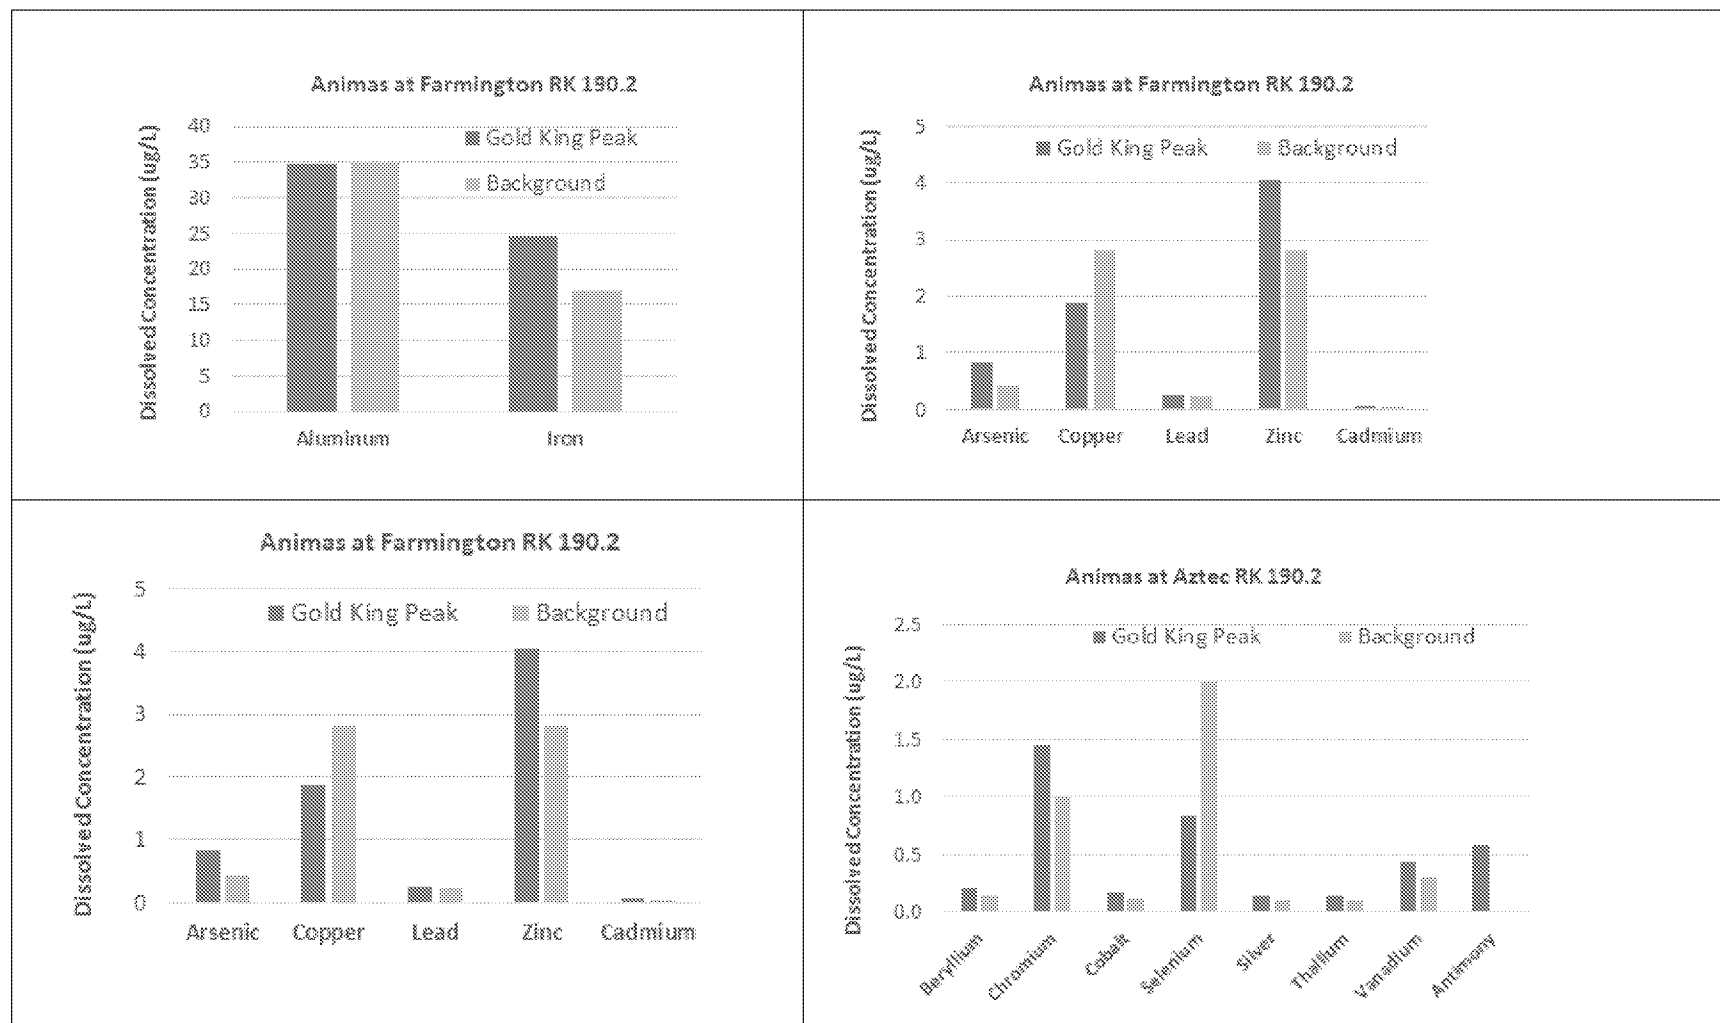 Animas at Farmington RK 190.2
Dissolved Concentration (ug/L)
40
35
30
25
20
15
10
5
0
Gold King Peak
Background
Aluminum Iron
Animas at Farmington RK 190.2
Dissolved Concentration (ug/L)
5
4
3
2
1
0
Gold King Peak Background
Arsenic Copper Lead Zinc Cadmium
Animas at Farmington RK 190.2
Dissolved Concentration (ug/L)
5
4
3
2
1
0
Gold King Peak Background
Arsenic Copper Lead Zinc Cadmium
Animas at Aztec RK 190.2
Dissolved Concentration (ug/L)
2.5
2.0
1.5
1.0
0.5
0.0
Gold King Peak Background
Beryllium Chromium Cobalt Selenium Silver Thallium Vanadium Antimony